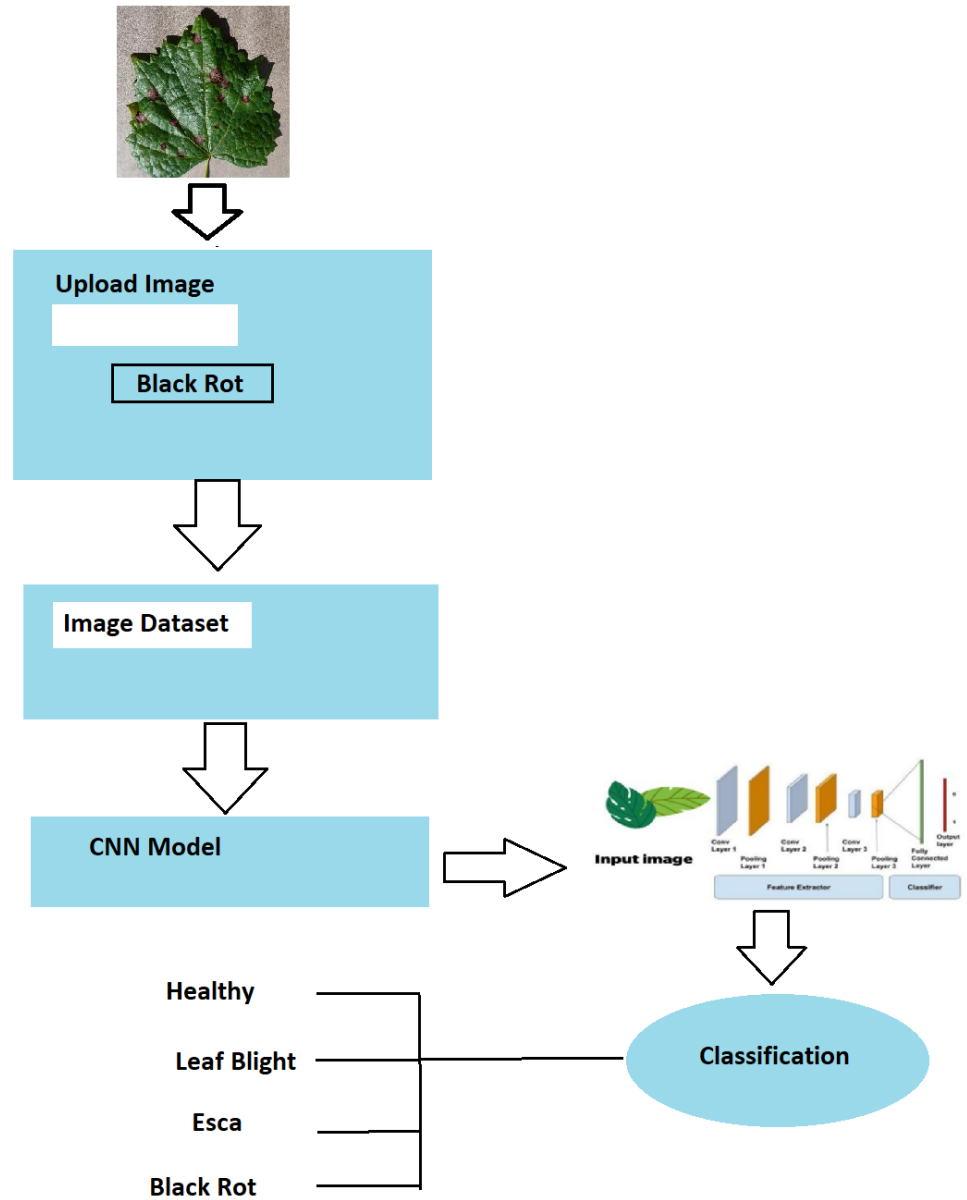 Upload Image
Black Rot
Image Dataset
CNN Model
Input image
Conv
Layer 1
Pooling
Layer 1
Conv
Layer 2
Pooling
Layer 2
Conv
Layer 3
Pooling
Layer 3
Fully
Connected
Layer
Output
layer
Feature Extractor
Classifier
Classification
Healthy
Leaf Blight
Esca
Black Rot